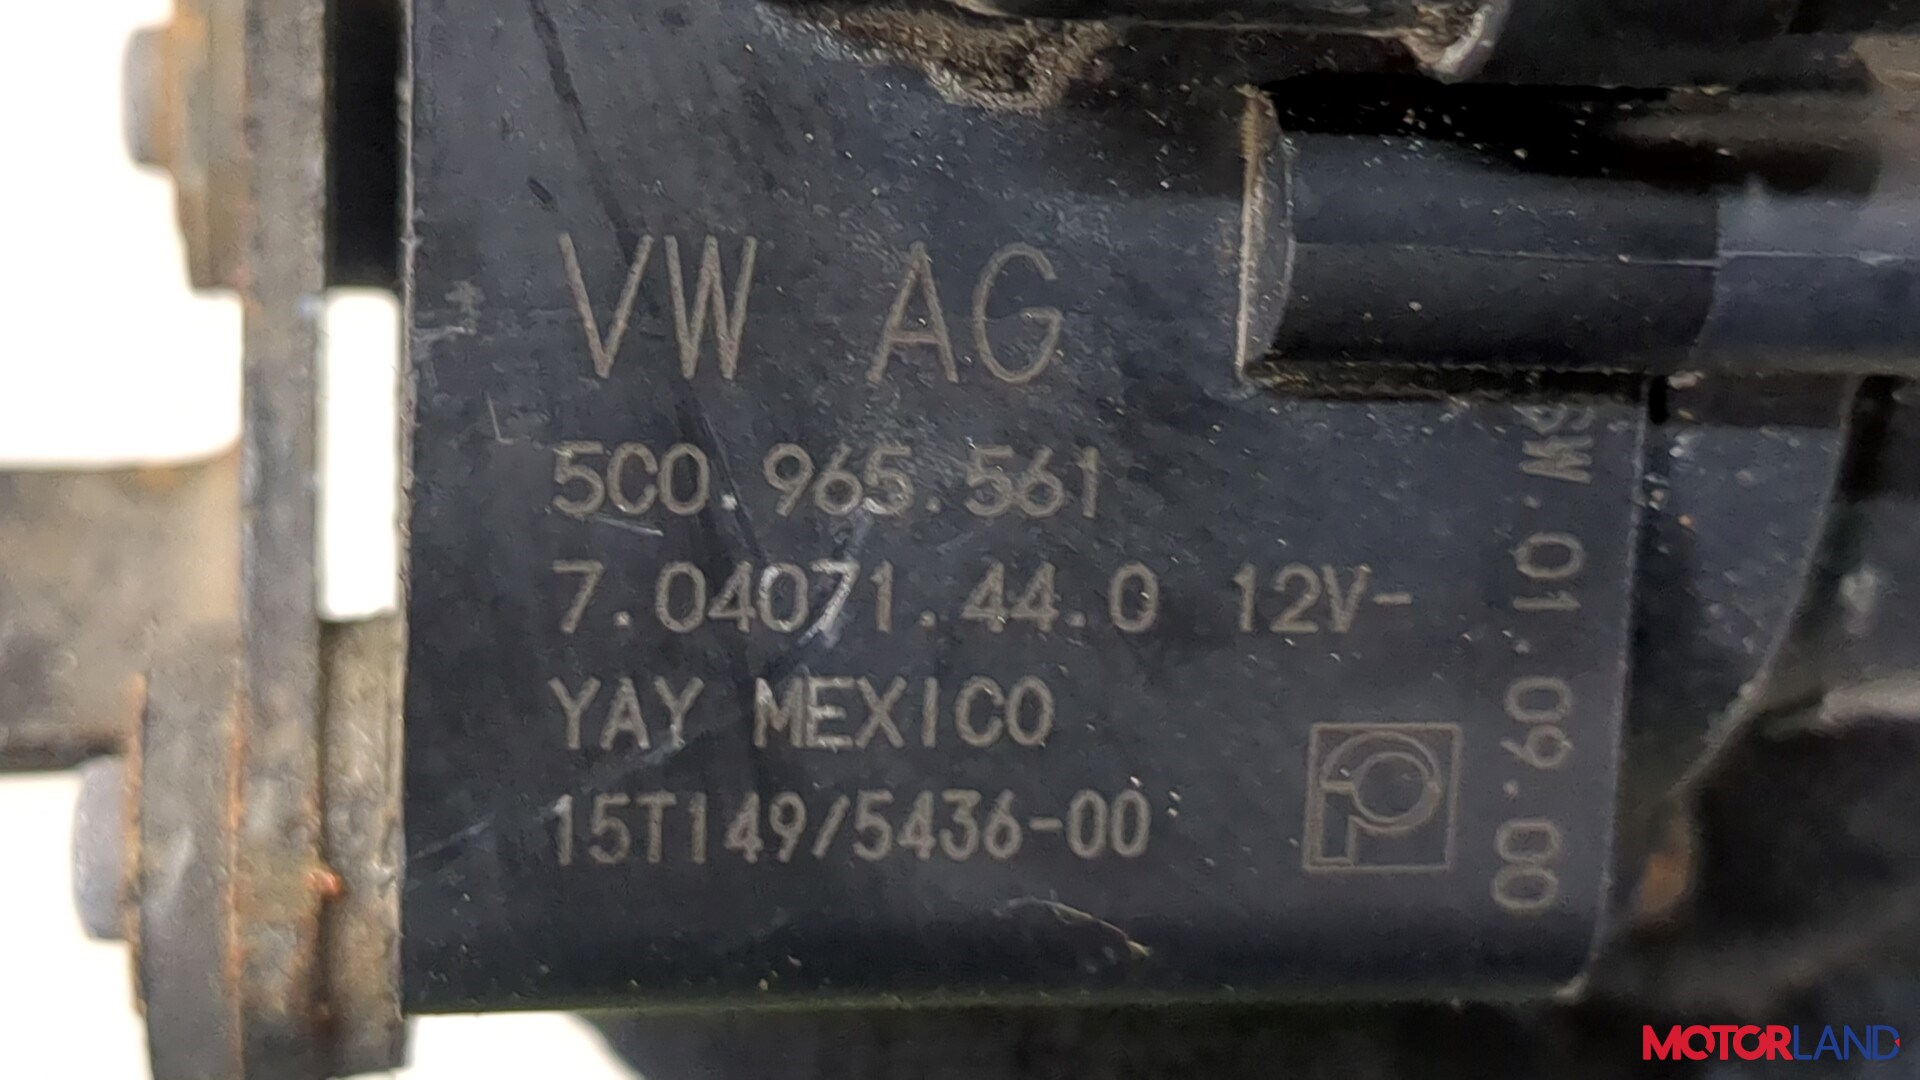 VW AG
5C0.965.561
7.04071.44.0 12V-
YAY MEXICO
15T149/5436-00
SW.01.09.00
MOTORLAND